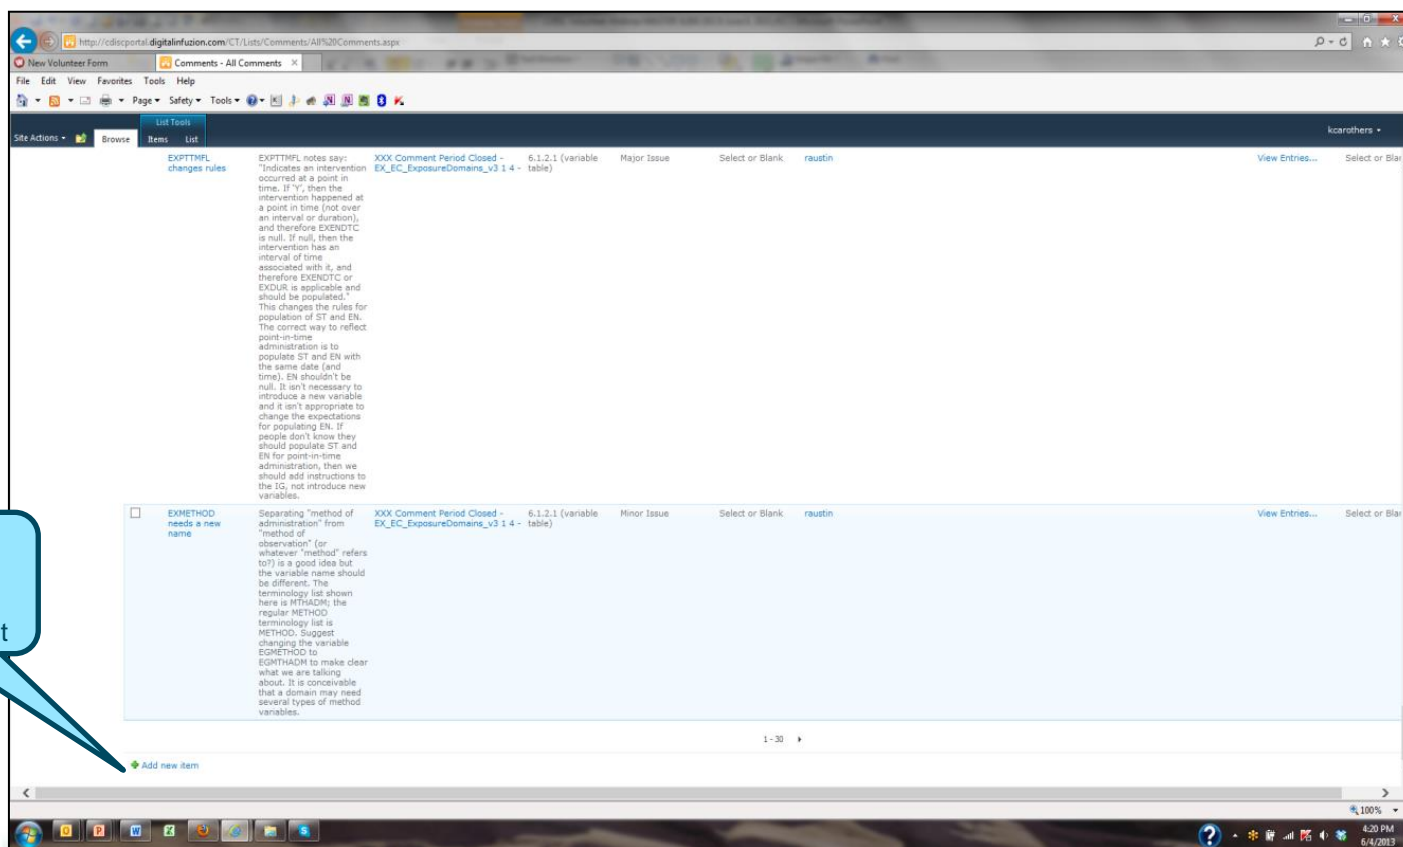 http://cdiscportal.digitalinfuzion.com/CT/Lists/Comments/All%20Comments.aspx
New Volunteer Form
Comments - All Comments
File Edit View Favorites Tools Help
Page Safety Tools
List Tools
Site Actions Browse Items List
kcarothers
EXPTTMFL
changes rules
EXPTTMFL notes say:
"Indicates an intervention
occurred at a point in
time. If 'Y', then the
intervention happened at
a point in time (not over
an interval or duration),
and therefore EXENDTC
is null. If null, then the
intervention has an
interval of time
associated with it, and
therefore EXENDTC or
EXDUR is applicable and
should be populated."
This changes the rules for
population of ST and EN.
The correct way to reflect
point-in-time
administration is to
populate ST and EN with
the same date (and
time). EN shouldn't be
null. It isn't necessary to
introduce a new variable
and it isn't appropriate to
change the expectations
for populating EN. If
people don't know they
should populate ST and
EN for point-in-time
administration, then we
should add instructions to
the IG, not introduce new
variables.
XXX Comment Period Closed -
EX_EC_ExposureDomains_v3 1 4 -
6.1.2.1 (variable
table)
Major Issue
Select or Blank
raustin
View Entries...
Select or Blan
EXMETHOD
needs a new
name
Separating "method of
administration" from
"method of
observation" (or
whatever "method" refers
to?) is a good idea but
the variable name should
be different. The
terminology list shown
here is MTHADM; the
regular METHOD
terminology list is
METHOD. Suggest
changing the variable
EGMETHOD to
EGMTHADM to make clear
what we are talking
about. It is conceivable
that a domain may need
several types of method
variables.
XXX Comment Period Closed -
EX_EC_ExposureDomains_v3 1 4 -
6.1.2.1 (variable
table)
Minor Issue
Select or Blank
raustin
View Entries...
Select or Blan
t
1 - 30
Add new item
100%
4:20 PM
6/4/2013